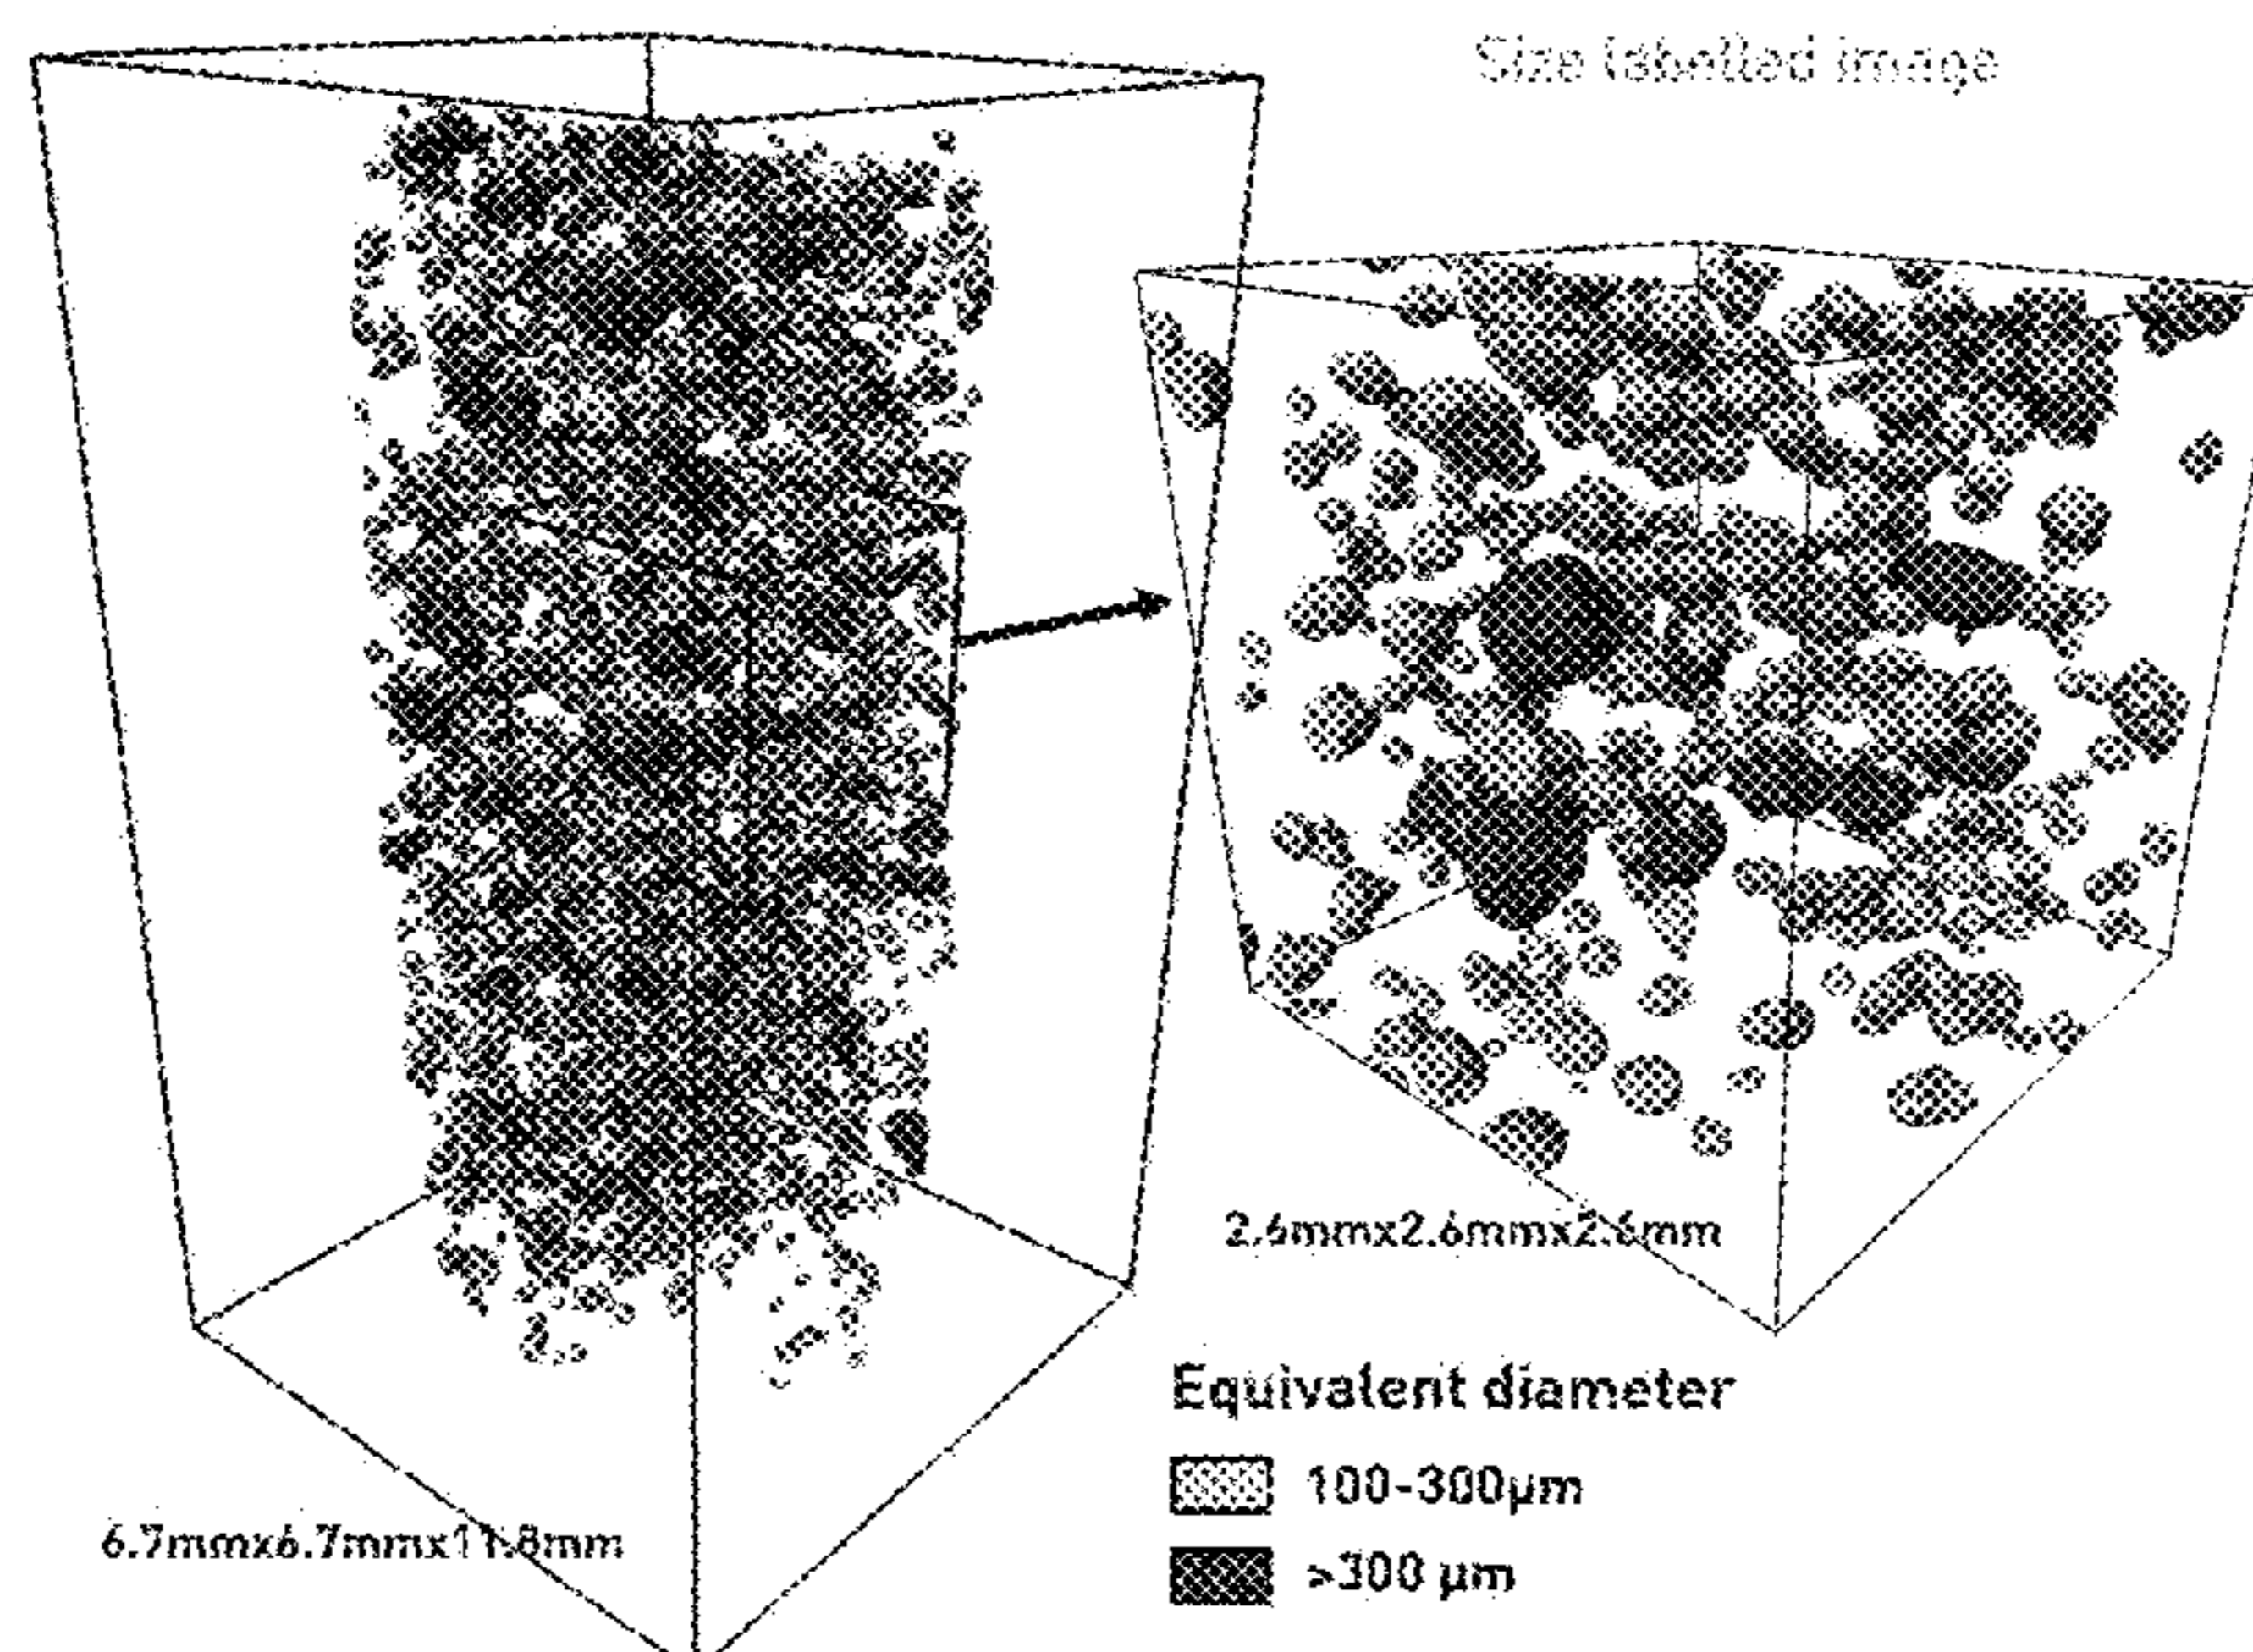 Size labelled image
2.6mmx2.6mmx2.6mm
Equivalent diameter
100-300µm
>300 µm
6.7mmx6.7mmx11.8mm